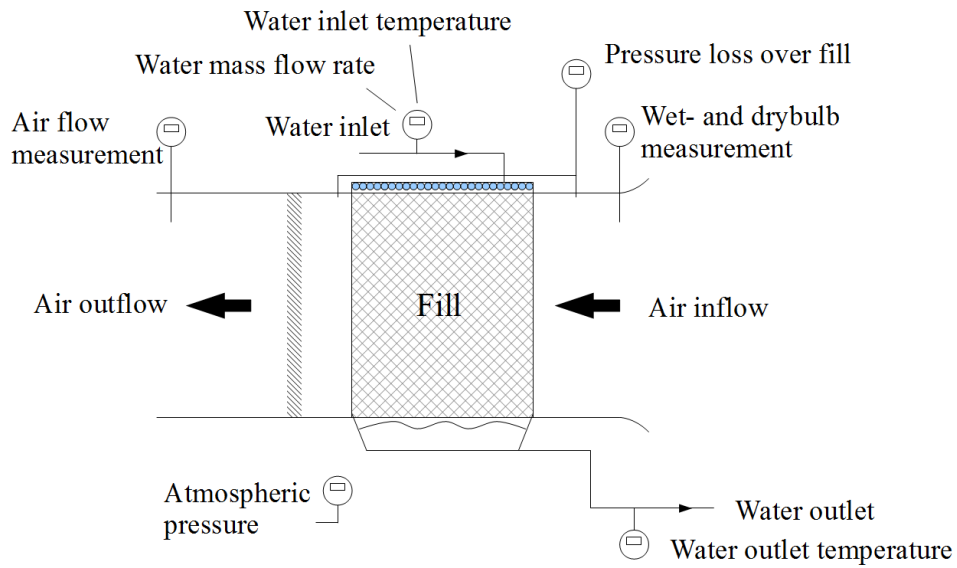 Water inlet temperature
Water mass flow rate
Pressure loss over fill
Air flow
measurement
Water inlet
Wet- and drybulb
measurement
Air outflow
Fill
Air inflow
Atmospheric
pressure
Water outlet
Water outlet temperature